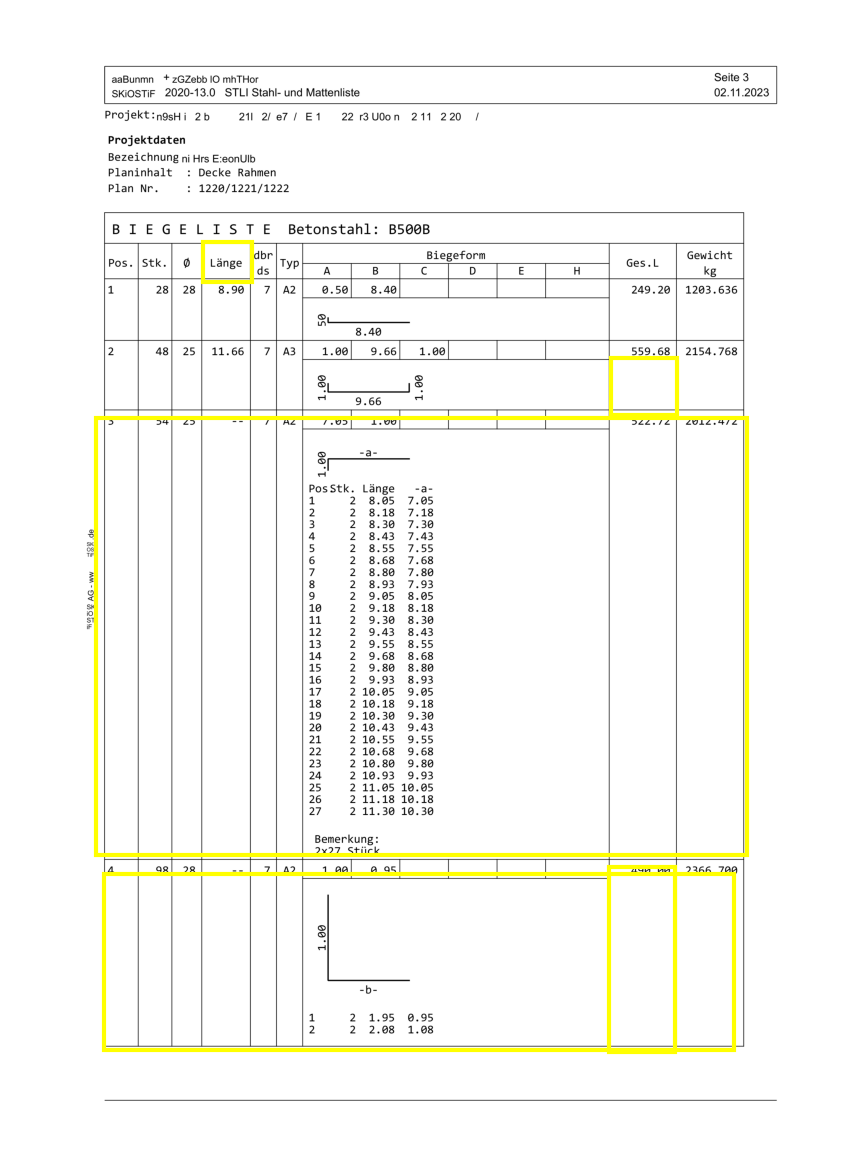 aaBunmn + zGZebb lO mhTHor Seite 3
SKiOSTiF 2020-13.0 STLI Stahl- und Mattenliste 02.11.2023
Projekt:n9sH i 2 b 21l 2/ e7 / E 1 22 r3 U0o n 2 11 2 20 /
Projektdaten
Bezeichnung ni Hrs E:eonUlb
Planinhalt : Decke Rahmen
Plan Nr. : 1220/1221/1222
B I E G E L I S T E Betonstahl: B500B
Pos. Stk. Ø Länge dbr ds Typ Biegeform Ges.L Gewicht kg
A B C D E H
1 28 28 8.90 7 A2 0.50 8.40 249.20 1203.636
50
8.40
2 48 25 11.66 7 A3 1.00 9.66 1.00 559.68 2154.768
1.00 1.00
9.66
3 54 25 -- 7 A2 7.05 1.00 522.72 2012.472
1.00 -a-
Pos Stk. Länge -a-
1 2 8.05 7.05
2 2 8.18 7.18
3 2 8.30 7.30
4 2 8.43 7.43
5 2 8.55 7.55
6 2 8.68 7.68
7 2 8.80 7.80
8 2 8.93 7.93
9 2 9.05 8.05
10 2 9.18 8.18
11 2 9.30 8.30
12 2 9.43 8.43
13 2 9.55 8.55
14 2 9.68 8.68
15 2 9.80 8.80
16 2 9.93 8.93
17 2 10.05 9.05
18 2 10.18 9.18
19 2 10.30 9.30
20 2 10.43 9.43
21 2 10.55 9.55
22 2 10.68 9.68
23 2 10.80 9.80
24 2 10.93 9.93
25 2 11.05 10.05
26 2 11.18 10.18
27 2 11.30 10.30
Bemerkung:
2x27 Stück
4 98 28 -- 7 A2 1.00 0.95 490.00 2366.700
1.00
-b-
1 2 1.95 0.95
2 2 2.08 1.08
AG - ww .de